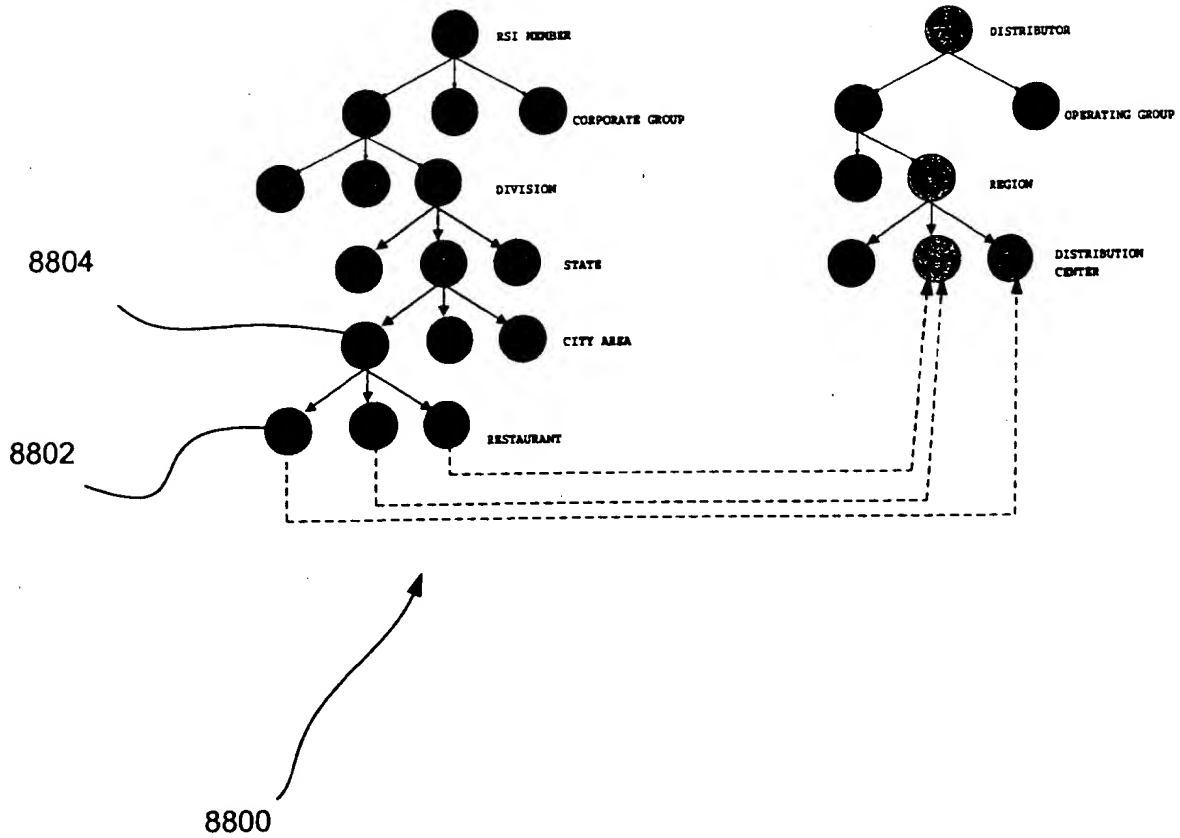 RSI MEMBER
DISTRIBUTOR
CORPORATE GROUP
OPERATING GROUP
DIVISION
REGION
8804
STATE
DISTRIBUTION
CENTER
CITY AREA
8802
RESTAURANT
8800